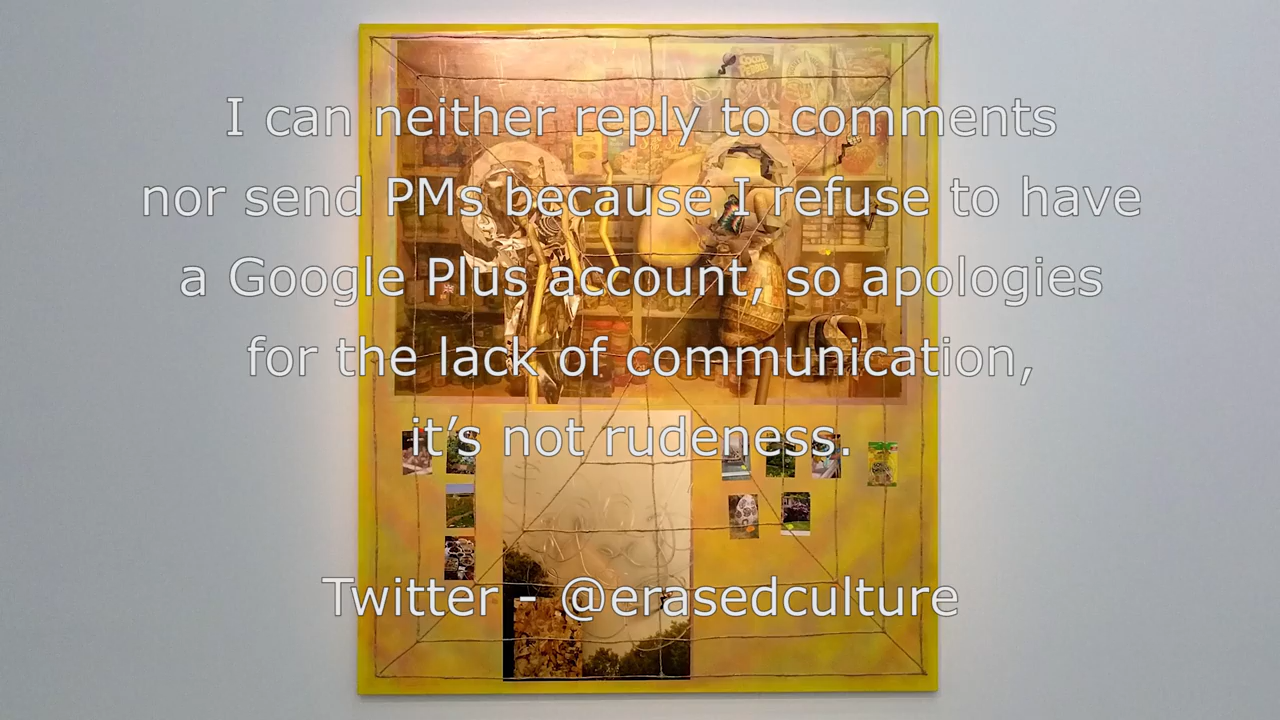 I can neither reply to comments
nor send PMs because I refuse to have
a Google Plus account, so apologies
for the lack of communication,
it’s not rudeness.
Twitter - @erasedculture